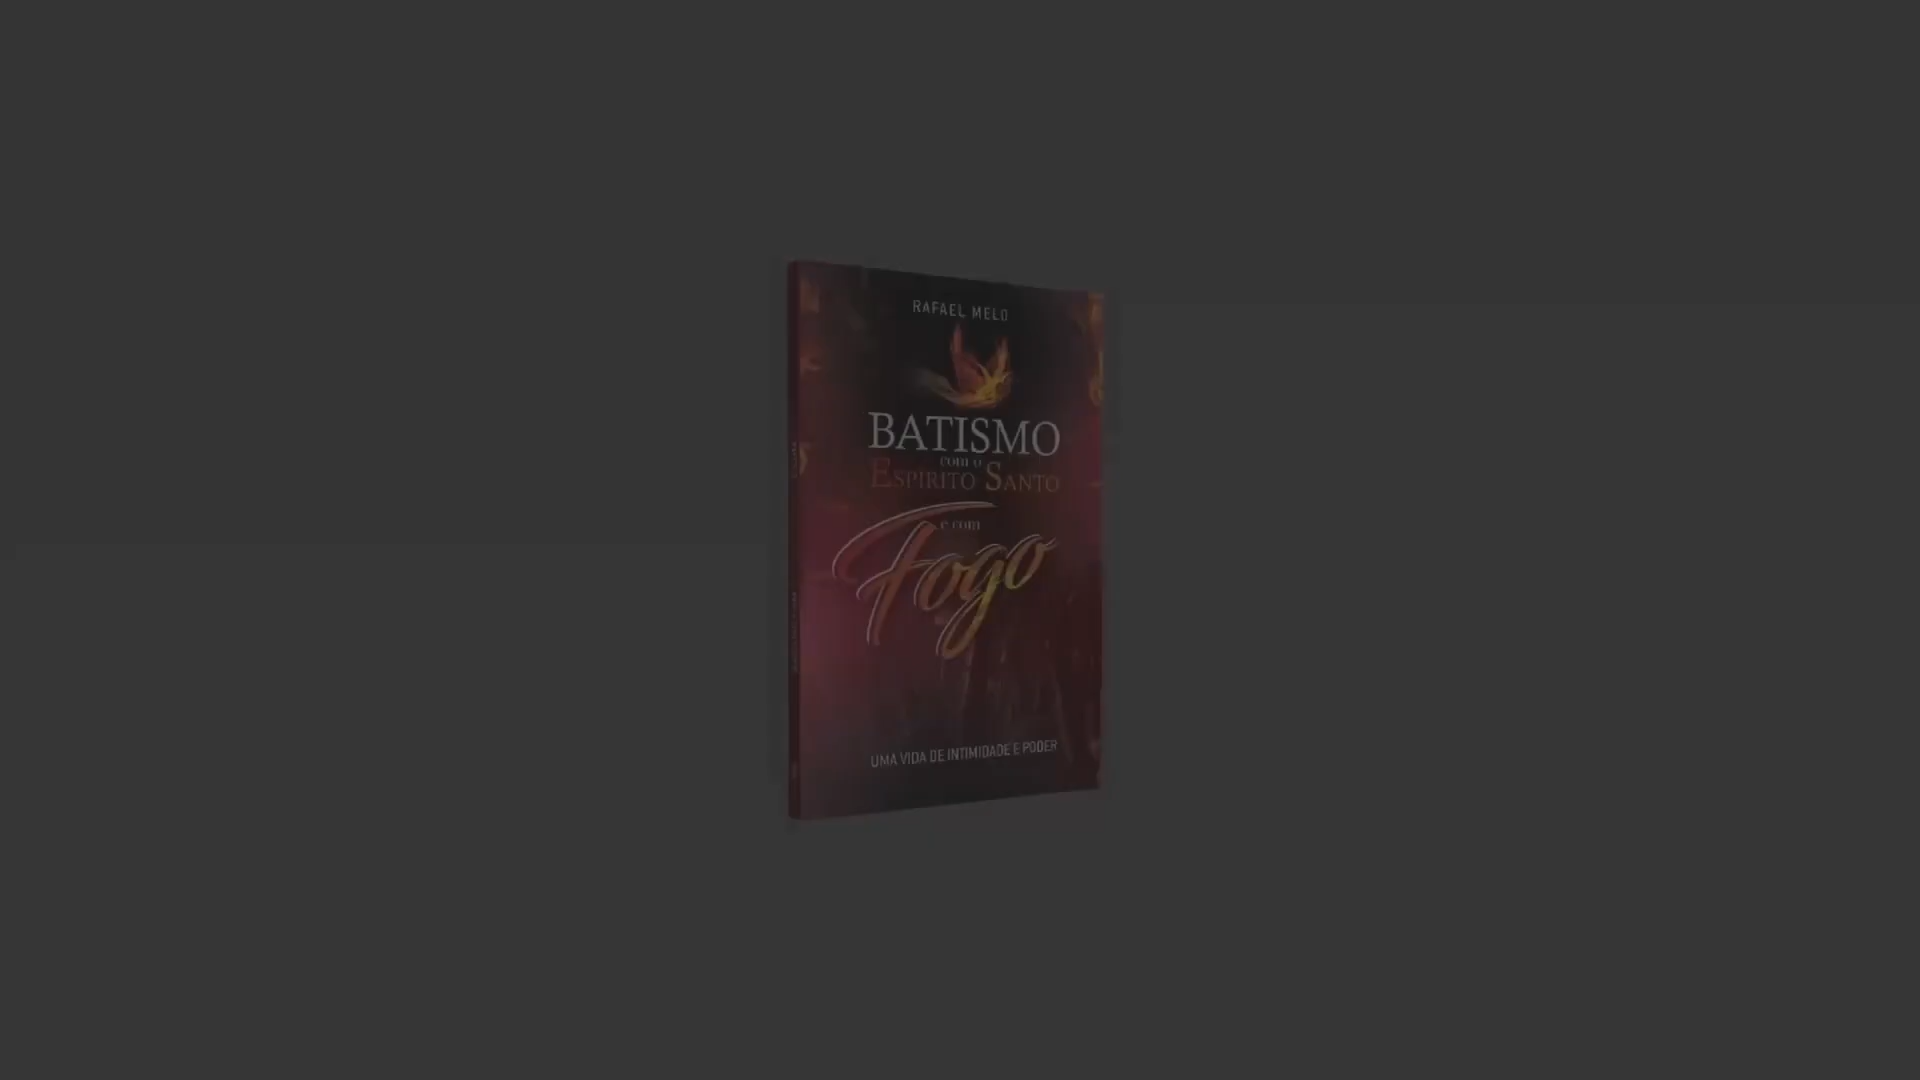 RAFAEL MELO
BATISMO
com o
ESPIRITO SANTO
e com
Fogo
UMA VIDA DE INTIMIDADE E PODER